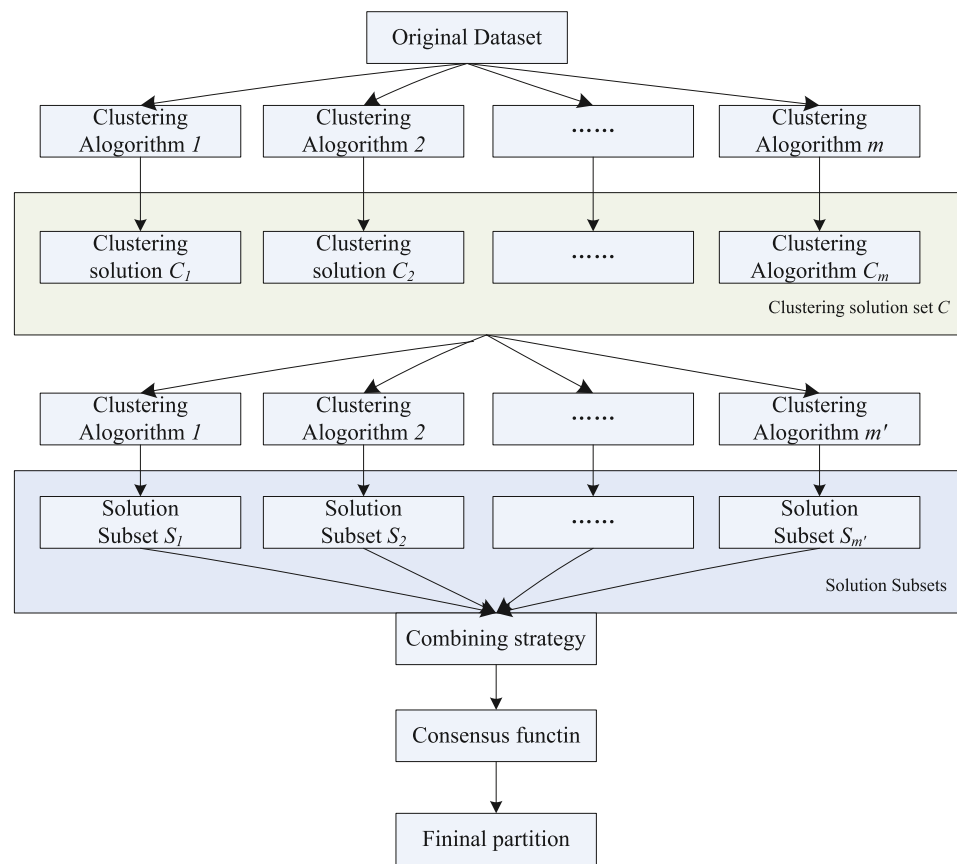 Original Dataset
Clustering
Alogorithm 1
Clustering
Alogorithm 2
......
Clustering
Alogorithm m
Clustering
solution C1
Clustering
solution C2
......
Clustering
Alogorithm Cm
Clustering solution set C
Clustering
Alogorithm 1
Clustering
Alogorithm 2
......
Clustering
Alogorithm m'
Solution
Subset S1
Solution
Subset S2
......
Solution
Subset Sm'
Solution Subsets
Combining strategy
Consensus functin
Fininal partition